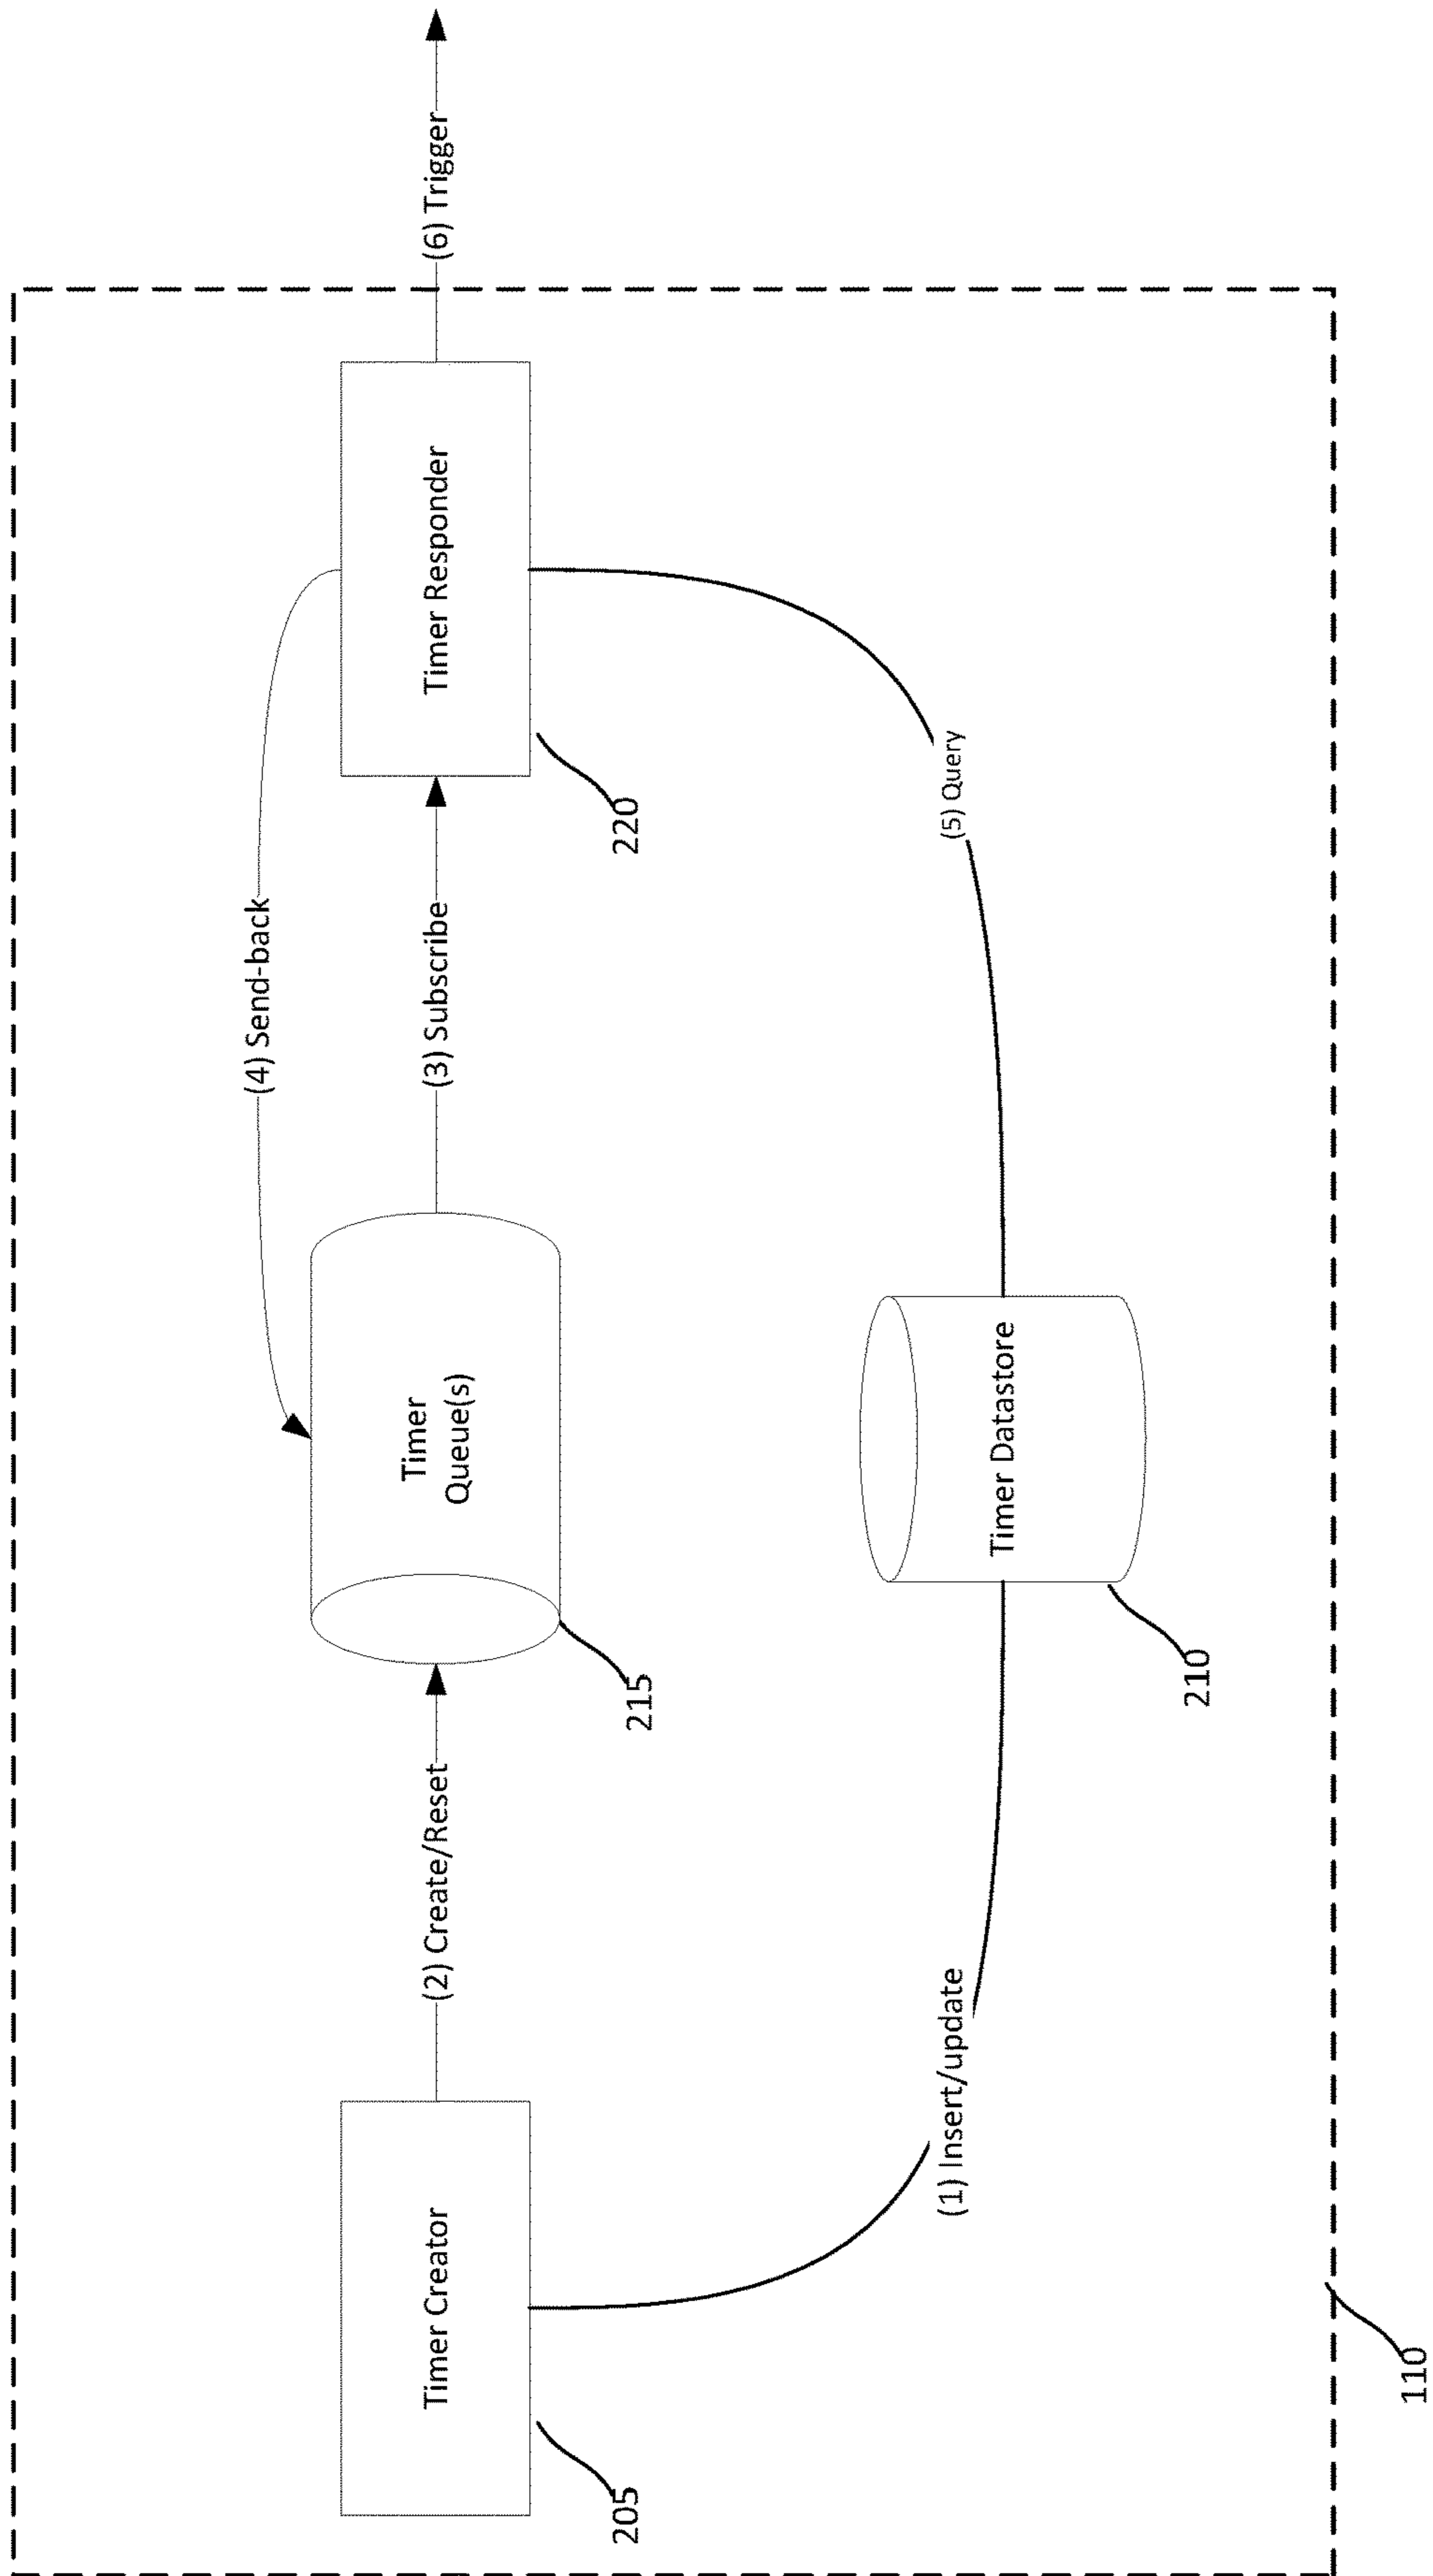 (4) Send-back
Timer Creator
(2) Create/Reset
Timer
Queue(s)
(3) Subscribe
Timer Responder
(6) Trigger
205
215
220
(1) Insert/update
Timer Datastore
(5) Query
210
110